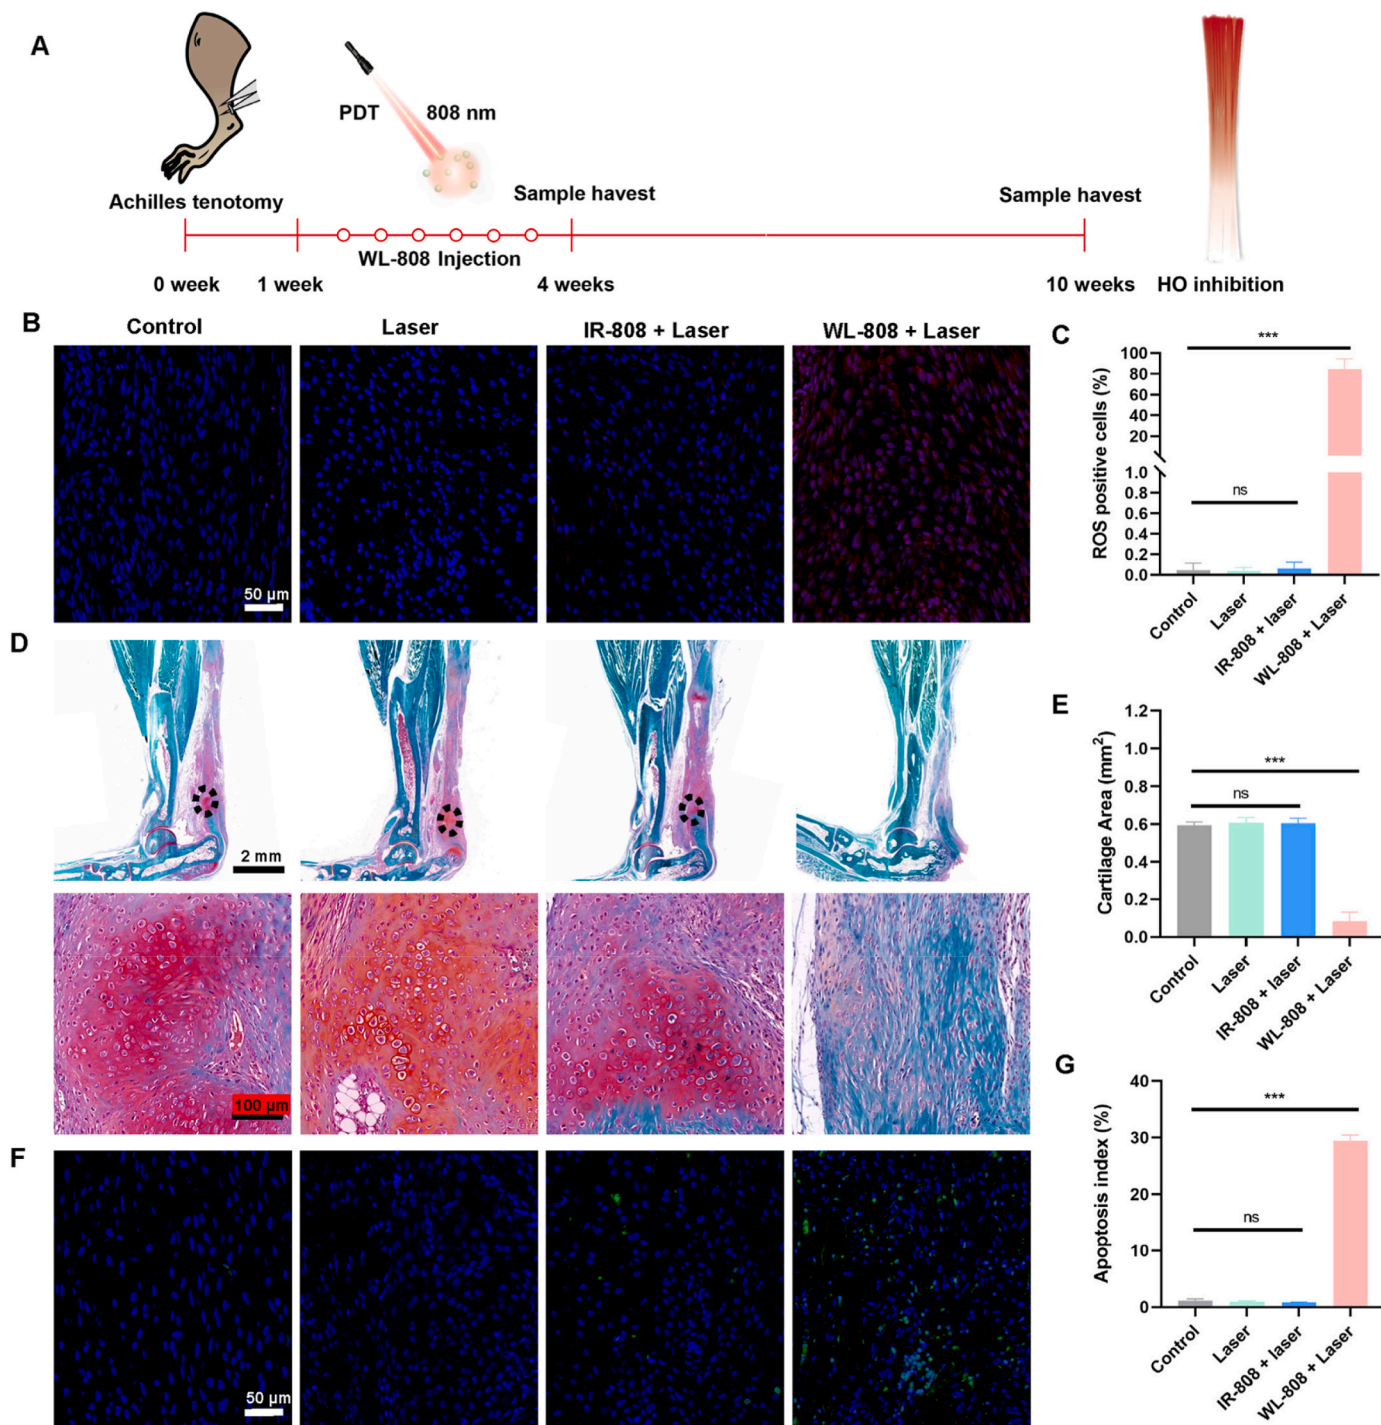 A
PDT
808 nm
Achilles tenotomy
Sample havest
Sample havest
WL-808 Injection
0 week
1 week
4 weeks
10 weeks
HO inhibition
B
Control
Laser
IR-808 + Laser
WL-808 + Laser
50 μm
C
ROS positive cells (%)
***
100
80
60
40
20
1.0
0.8
0.6
0.4
0.2
0.0
ns
Control
Laser
IR-808 + laser
WL-808 + Laser
D
2 mm
100 μm
E
Cartilage Area (mm²)
1.2
1.0
0.8
0.6
0.4
0.2
0.0
***
ns
Control
Laser
IR-808 + laser
WL-808 + Laser
F
50 μm
G
Apoptosis index (%)
40
30
20
10
0
***
ns
Control
Laser
IR-808 + laser
WL-808 + Laser